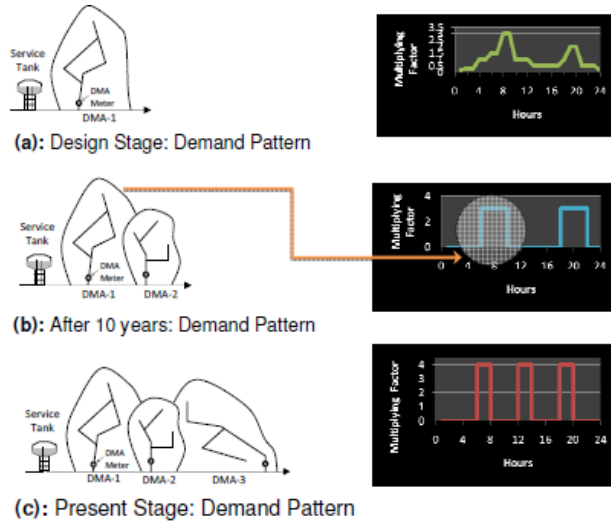 Service
Tank
DMA
Meter
DMA-1
Multiplying
Factor
3.5
0 4 8 12 16 20 24
Hours
(a): Design Stage: Demand Pattern
Service
Tank
DMA
Meter
DMA-1 DMA-2
Multiplying
Factor
4
2
0
0 4 8 12 16 20 24
Hours
(b): After 10 years: Demand Pattern
Service
Tank
DMA
Meter
DMA-1 DMA-2 DMA-3
Multiplying Factor
4
3
2
1
0
0 4 8 12 16 20 24
Hours
(c): Present Stage: Demand Pattern